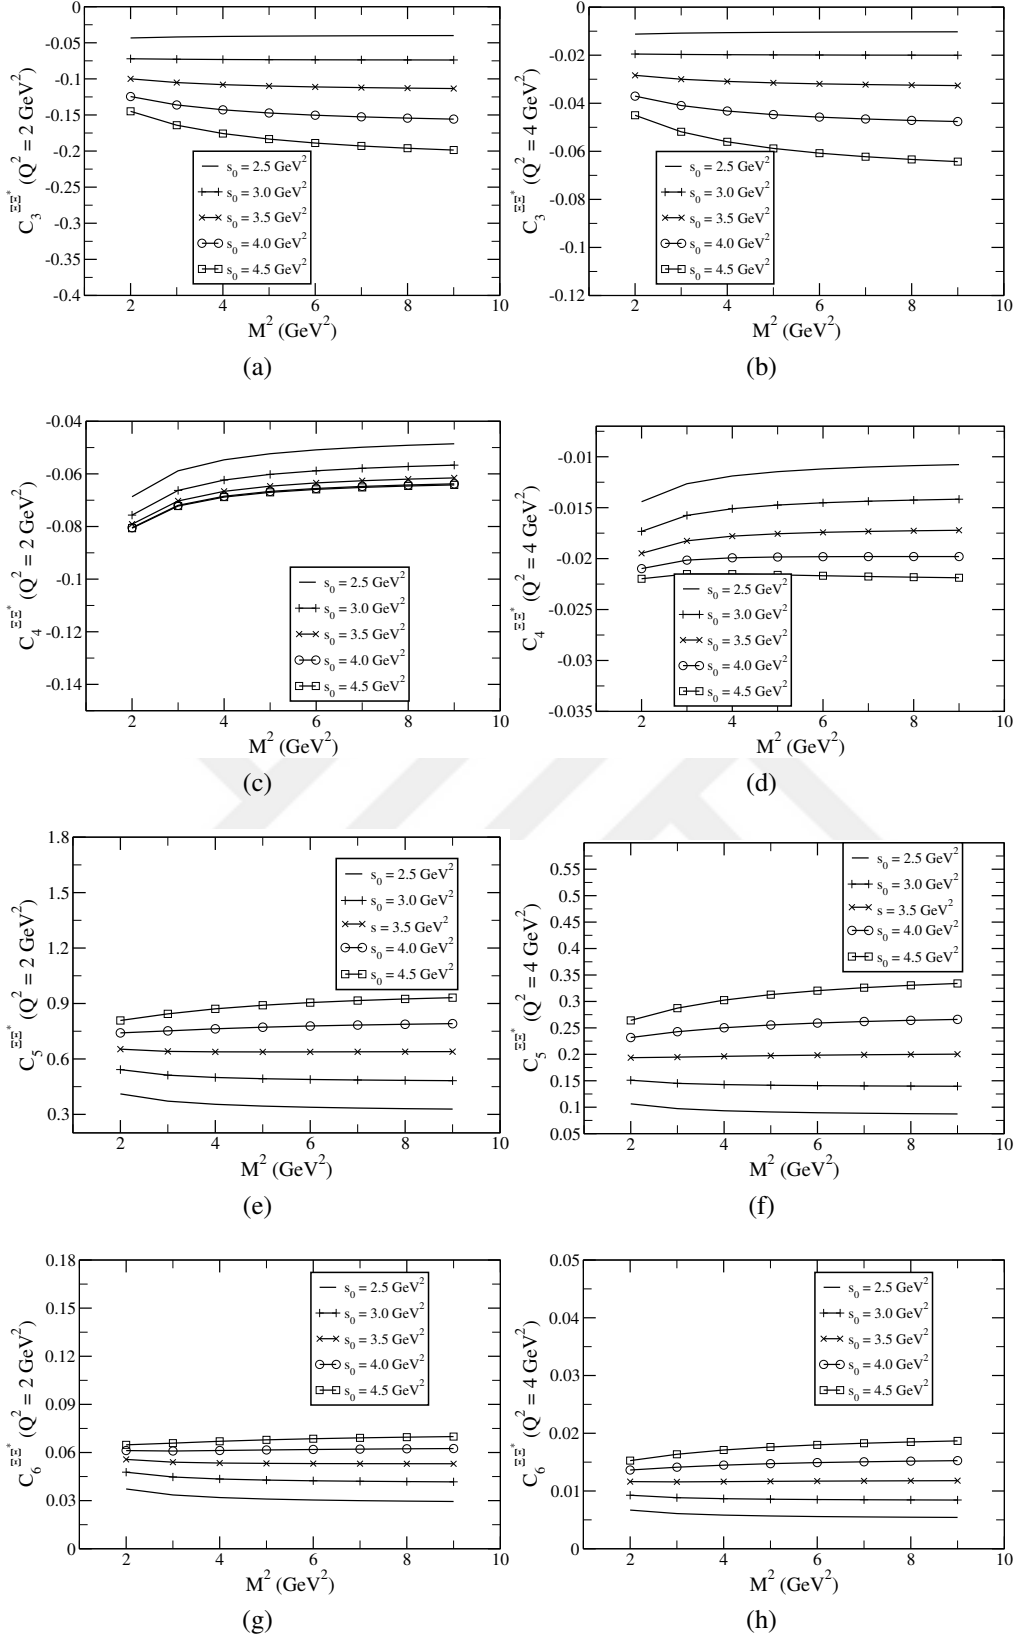 0
-0.05
-0.1
-0.15
-0.2
-0.25
-0.3
-0.35
-0.4
C₃^ΞΞ* (Q² = 2 GeV²)
s₀ = 2.5 GeV²
s₀ = 3.0 GeV²
s₀ = 3.5 GeV²
s₀ = 4.0 GeV²
s₀ = 4.5 GeV²
2 4 6 8 10
M² (GeV²)
(a)
0
-0.02
-0.04
-0.06
-0.08
-0.1
-0.12
C₃^ΞΞ* (Q² = 4 GeV²)
s₀ = 2.5 GeV²
s₀ = 3.0 GeV²
s₀ = 3.5 GeV²
s₀ = 4.0 GeV²
s₀ = 4.5 GeV²
2 4 6 8 10
M² (GeV²)
(b)
-0.04
-0.06
-0.08
-0.1
-0.12
-0.14
C₄^ΞΞ* (Q² = 2 GeV²)
s₀ = 2.5 GeV²
s₀ = 3.0 GeV²
s₀ = 3.5 GeV²
s₀ = 4.0 GeV²
s₀ = 4.5 GeV²
2 4 6 8 10
M² (GeV²)
(c)
-0.01
-0.015
-0.02
-0.025
-0.03
-0.035
C₄^ΞΞ* (Q² = 4 GeV²)
s₀ = 2.5 GeV²
s₀ = 3.0 GeV²
s₀ = 3.5 GeV²
s₀ = 4.0 GeV²
s₀ = 4.5 GeV²
2 4 6 8 10
M² (GeV²)
(d)
1.8
1.5
1.2
0.9
0.6
0.3
C₅^ΞΞ* (Q² = 2 GeV²)
s₀ = 2.5 GeV²
s₀ = 3.0 GeV²
s = 3.5 GeV²
s₀ = 4.0 GeV²
s₀ = 4.5 GeV²
2 4 6 8 10
M² (GeV²)
(e)
0.55
0.5
0.45
0.4
0.35
0.3
0.25
0.2
0.15
0.1
0.05
C₅^ΞΞ* (Q² = 4 GeV²)
s₀ = 2.5 GeV²
s₀ = 3.0 GeV²
s = 3.5 GeV²
s₀ = 4.0 GeV²
s₀ = 4.5 GeV²
2 4 6 8 10
M² (GeV²)
(f)
0.18
0.15
0.12
0.09
0.06
0.03
0
C₆^ΞΞ* (Q² = 2 GeV²)
s₀ = 2.5 GeV²
s₀ = 3.0 GeV²
s₀ = 3.5 GeV²
s₀ = 4.0 GeV²
s₀ = 4.5 GeV²
2 4 6 8 10
M² (GeV²)
(g)
0.05
0.04
0.03
0.02
0.01
0
C₆^ΞΞ* (Q² = 4 GeV²)
s₀ = 2.5 GeV²
s₀ = 3.0 GeV²
s₀ = 3.5 GeV²
s₀ = 4.0 GeV²
s₀ = 4.5 GeV²
2 4 6 8 10
M² (GeV²)
(h)